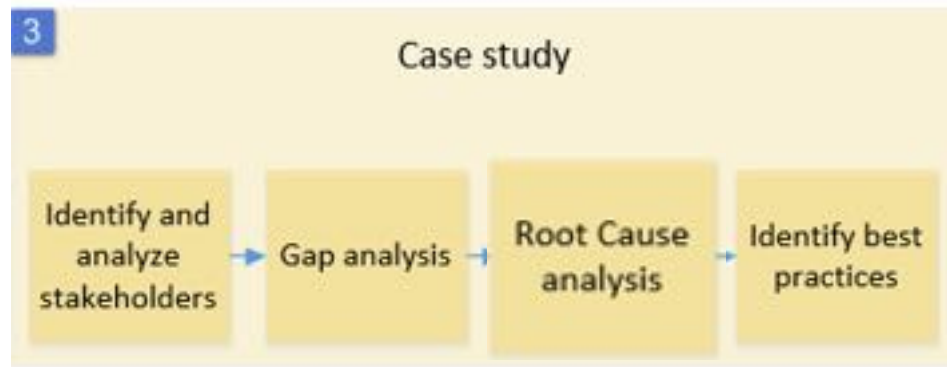 3
Case study
Identify and
analyze
stakeholders
Gap analysis
Root Cause
analysis
Identify best
practices